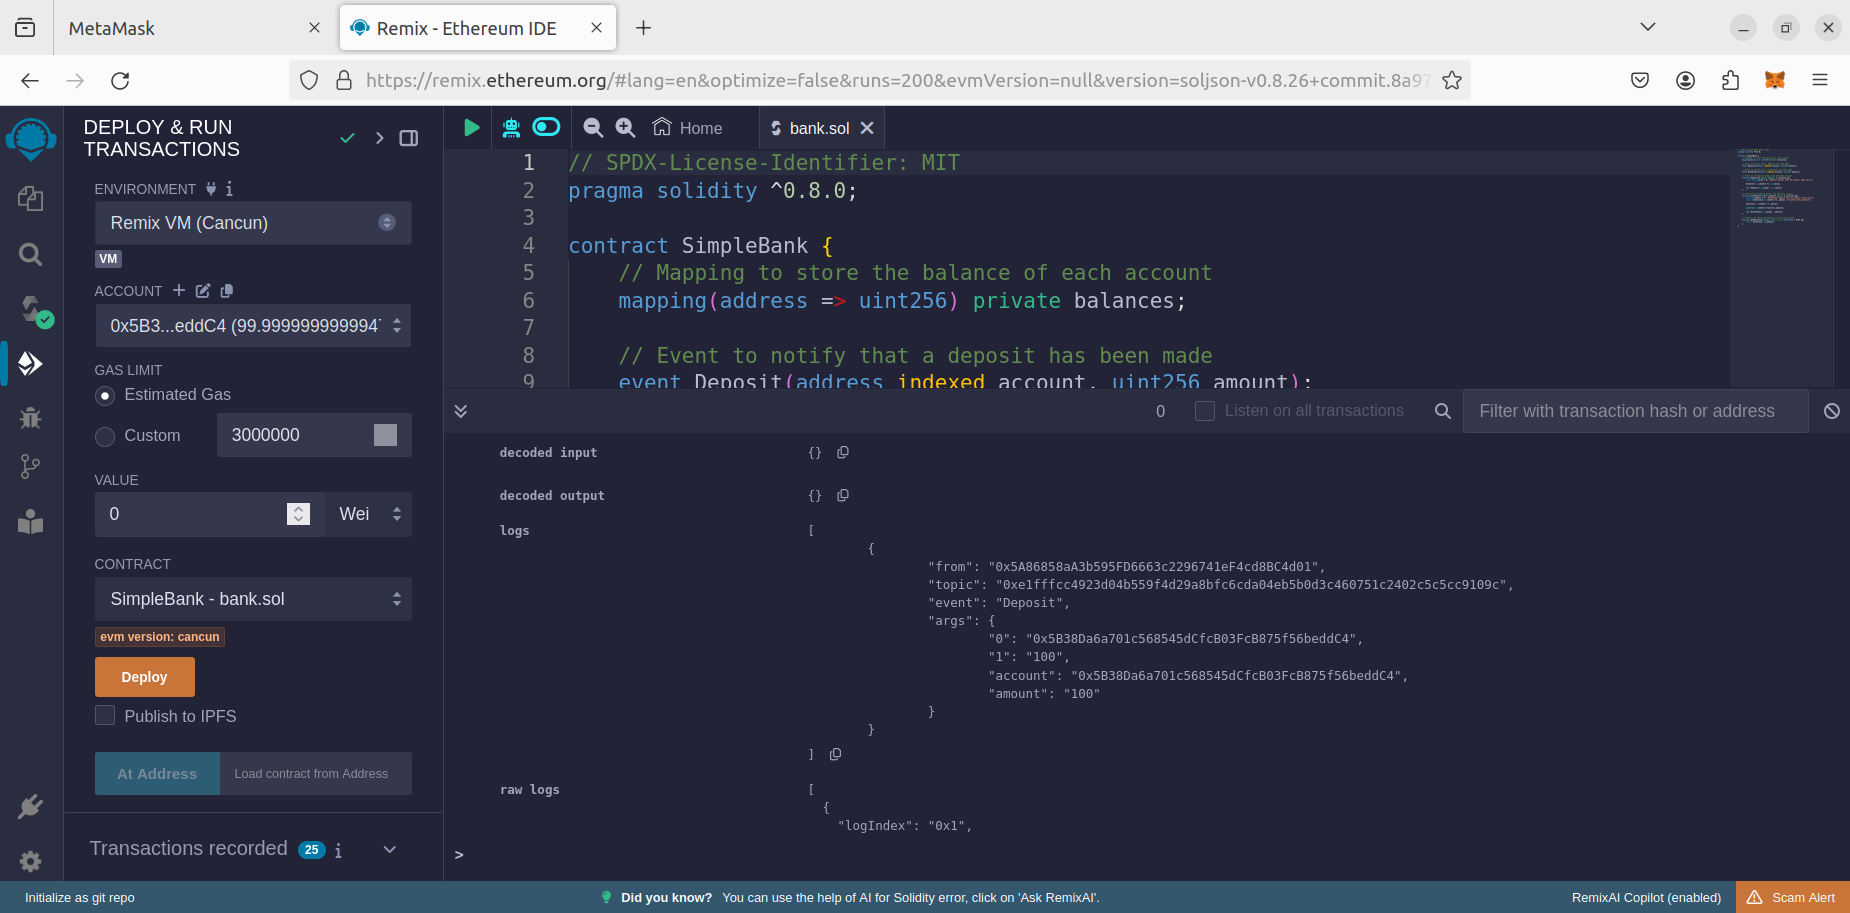 MetaMask
Remix - Ethereum IDE
https://remix.ethereum.org/#lang=en&optimize=false&runs=200&evmVersion=null&version=soljson-v0.8.26+commit.8a97
DEPLOY & RUN
TRANSACTIONS
ENVIRONMENT
Remix VM (Cancun)
VM
ACCOUNT
0x5B3...eddC4 (99.9999999999947
GAS LIMIT
Estimated Gas
Custom
3000000
VALUE
0
Wei
CONTRACT
SimpleBank - bank.sol
evm version: cancun
Deploy
Publish to IPFS
At Address
Load contract from Address
Transactions recorded 25
Home
bank.sol
1 // SPDX-License-Identifier: MIT
2 pragma solidity ^0.8.0;
3
4 contract SimpleBank {
5 // Mapping to store the balance of each account
6 mapping(address => uint256) private balances;
7
8 // Event to notify that a deposit has been made
9 event Deposit(address indexed account, uint256 amount);
0
Listen on all transactions
Filter with transaction hash or address
decoded input {}
decoded output {}
logs [
{
"from": "0x5A86858aA3b595FD6663c2296741eF4cd8BC4d01",
"topic": "0xe1fffcc4923d04b559f4d29a8bfc6cda04eb5b0d3c460751c2402c5c5cc9109c",
"event": "Deposit",
"args": {
"0": "0x5B38Da6a701c568545dCfcB03FcB875f56beddC4",
"1": "100",
"account": "0x5B38Da6a701c568545dCfcB03FcB875f56beddC4",
"amount": "100"
}
}
]
raw logs [
{
"logIndex": "0x1",
>
Initialize as git repo
Did you know? You can use the help of AI for Solidity error, click on 'Ask RemixAI'.
RemixAI Copilot (enabled)
Scam Alert